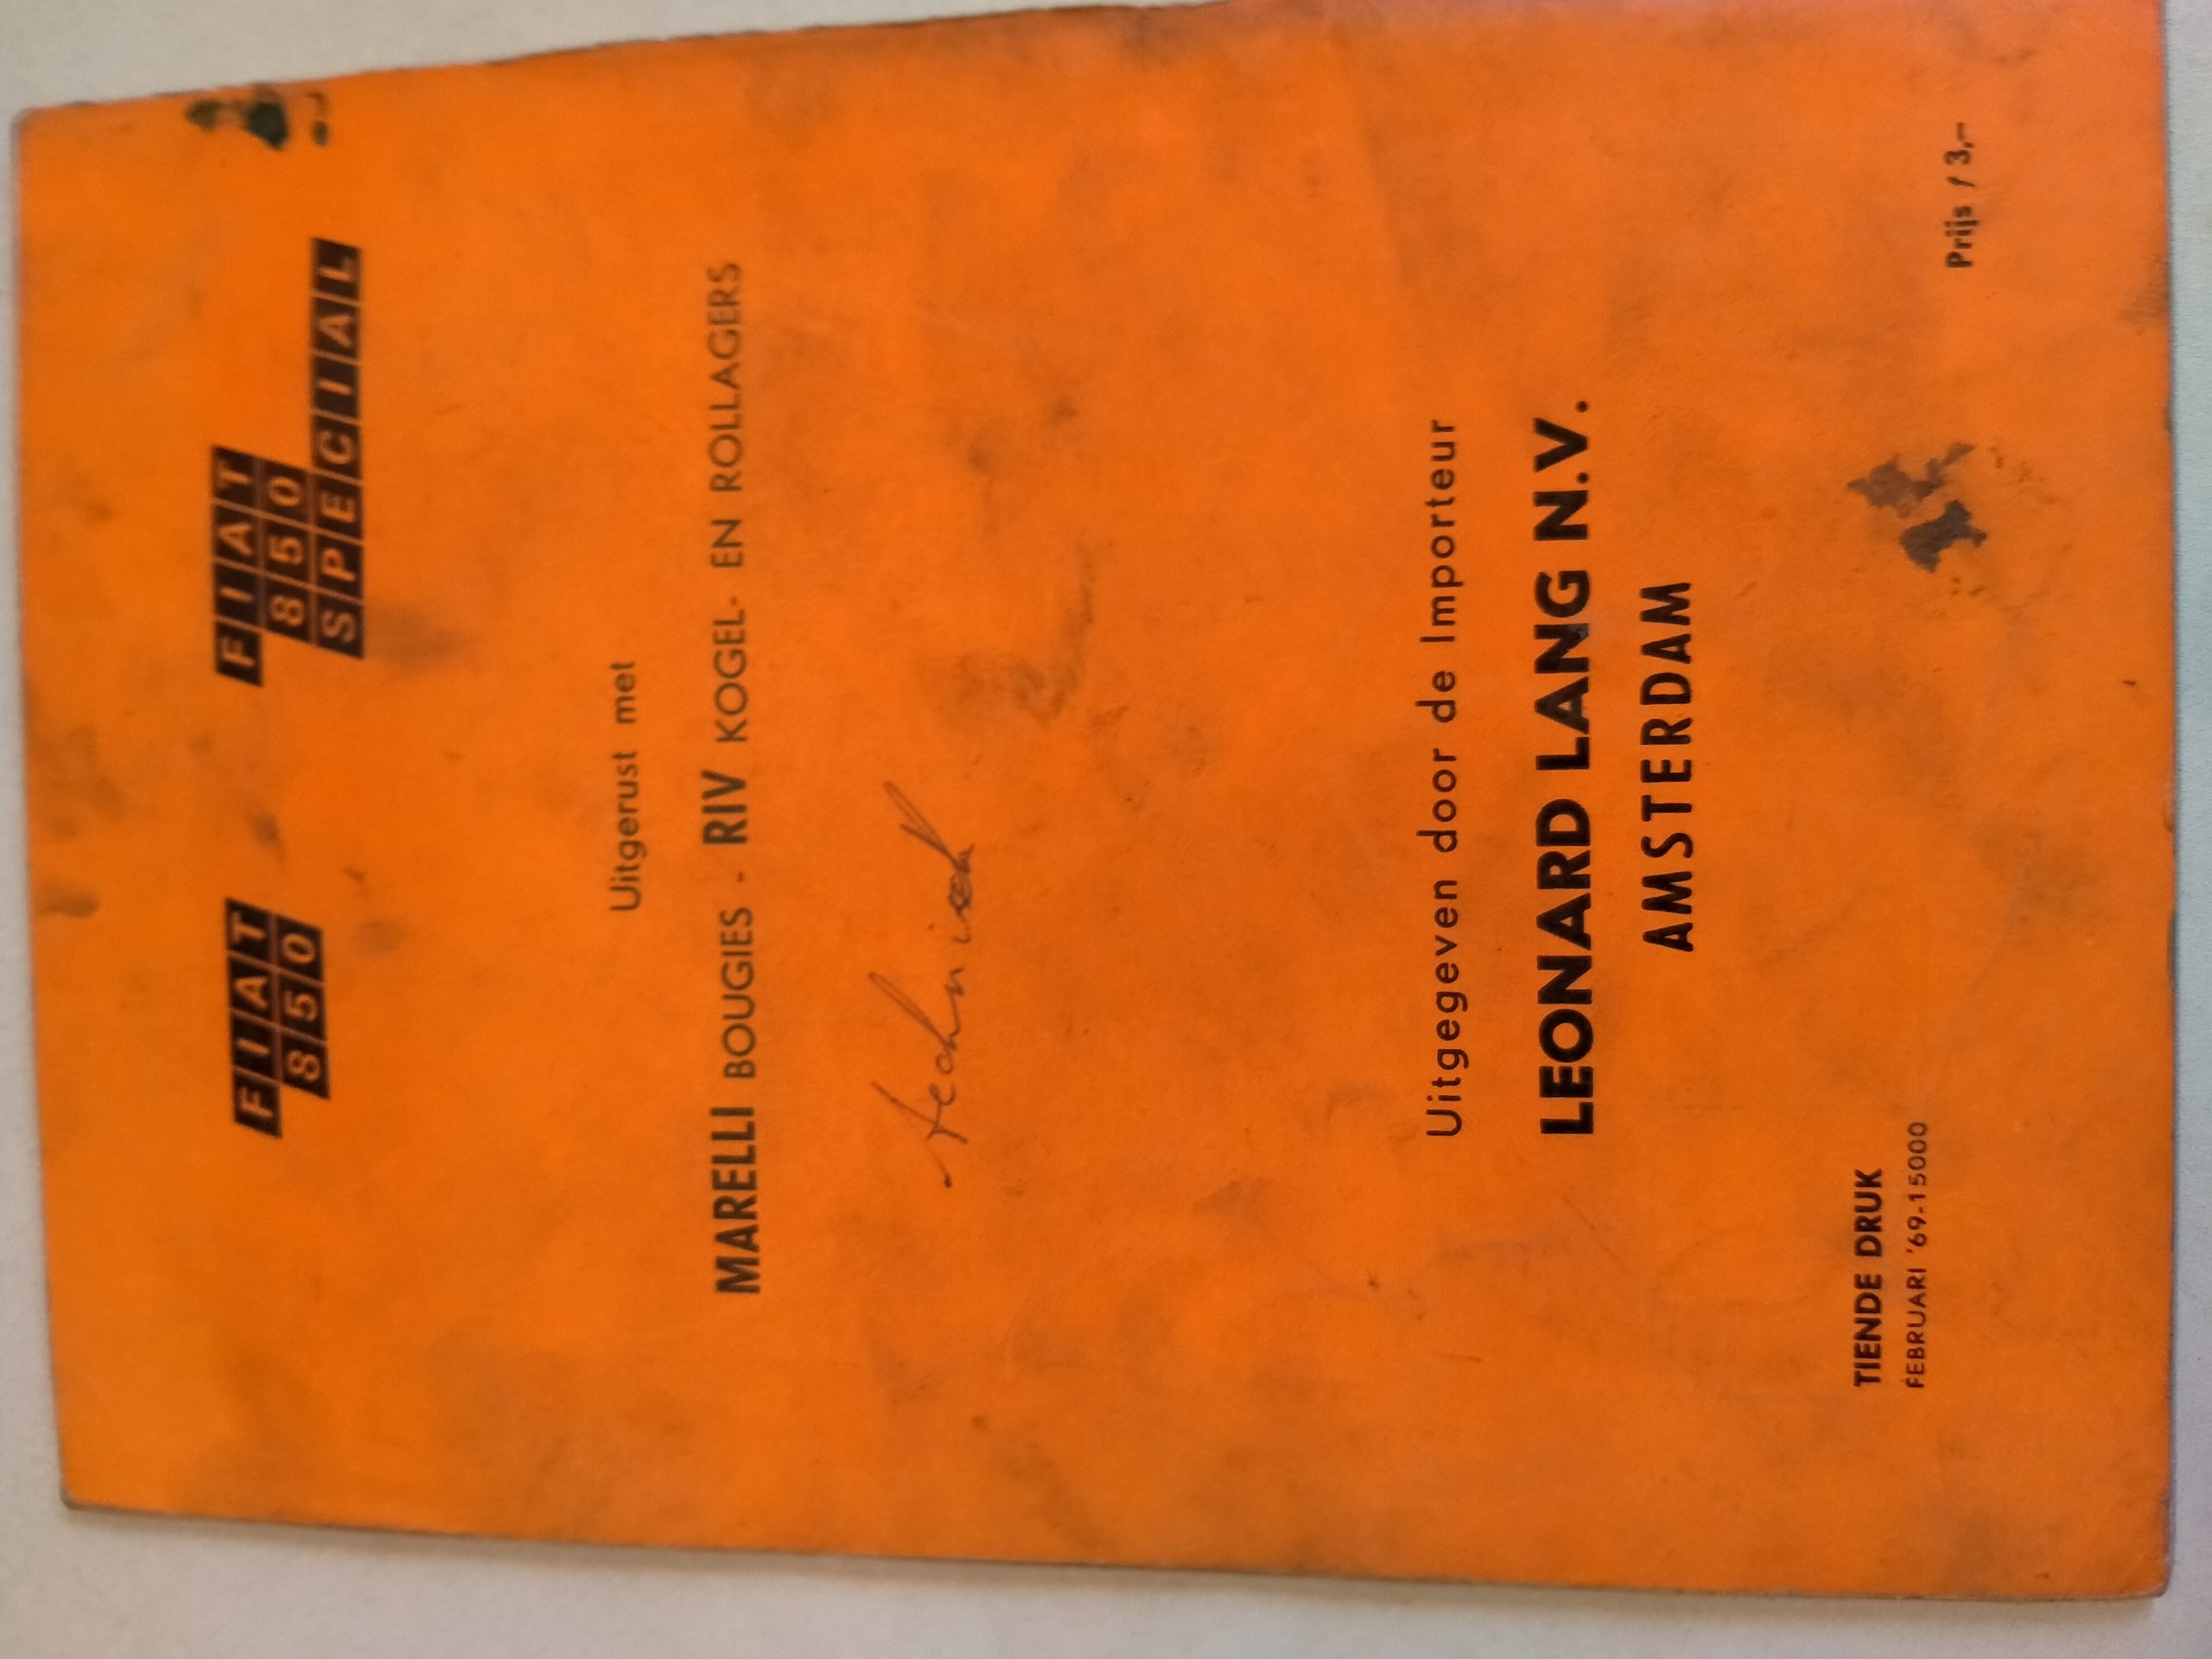 FIAT 850
FIAT 850 SPECIAL
Uitgerust met
MARELLI BOUGIES - RIV KOGEL- EN ROLLAGERS
technisch
Uitgegeven door de Importeur
LEONARD LANG N.V.
AMSTERDAM
TIENDE DRUK
FEBRUARI '69-15000
Prijs f 3,-